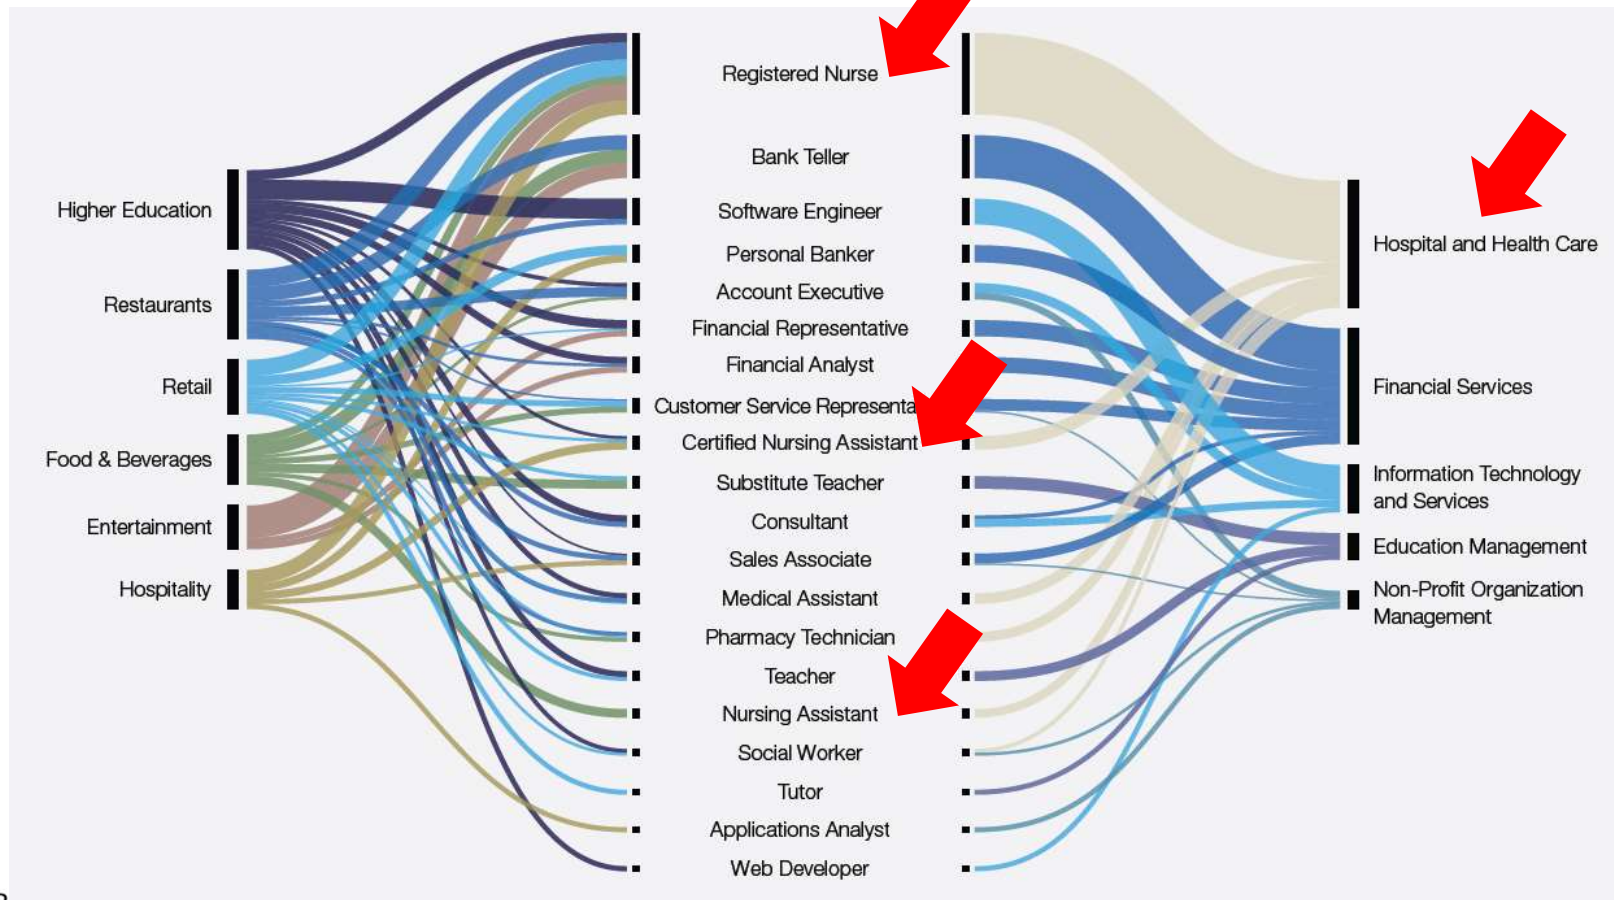 Higher Education
Restaurants
Retail
Food & Beverages
Entertainment
Hospitality
Registered Nurse
Bank Teller
Software Engineer
Personal Banker
Account Executive
Financial Representative
Financial Analyst
Customer Service Representa
Certified Nursing Assistant
Substitute Teacher
Consultant
Sales Associate
Medical Assistant
Pharmacy Technician
Teacher
Nursing Assistant
Social Worker
Tutor
Applications Analyst
Web Developer
Hospital and Health Care
Financial Services
Information Technology
and Services
Education Management
Non-Profit Organization
Management